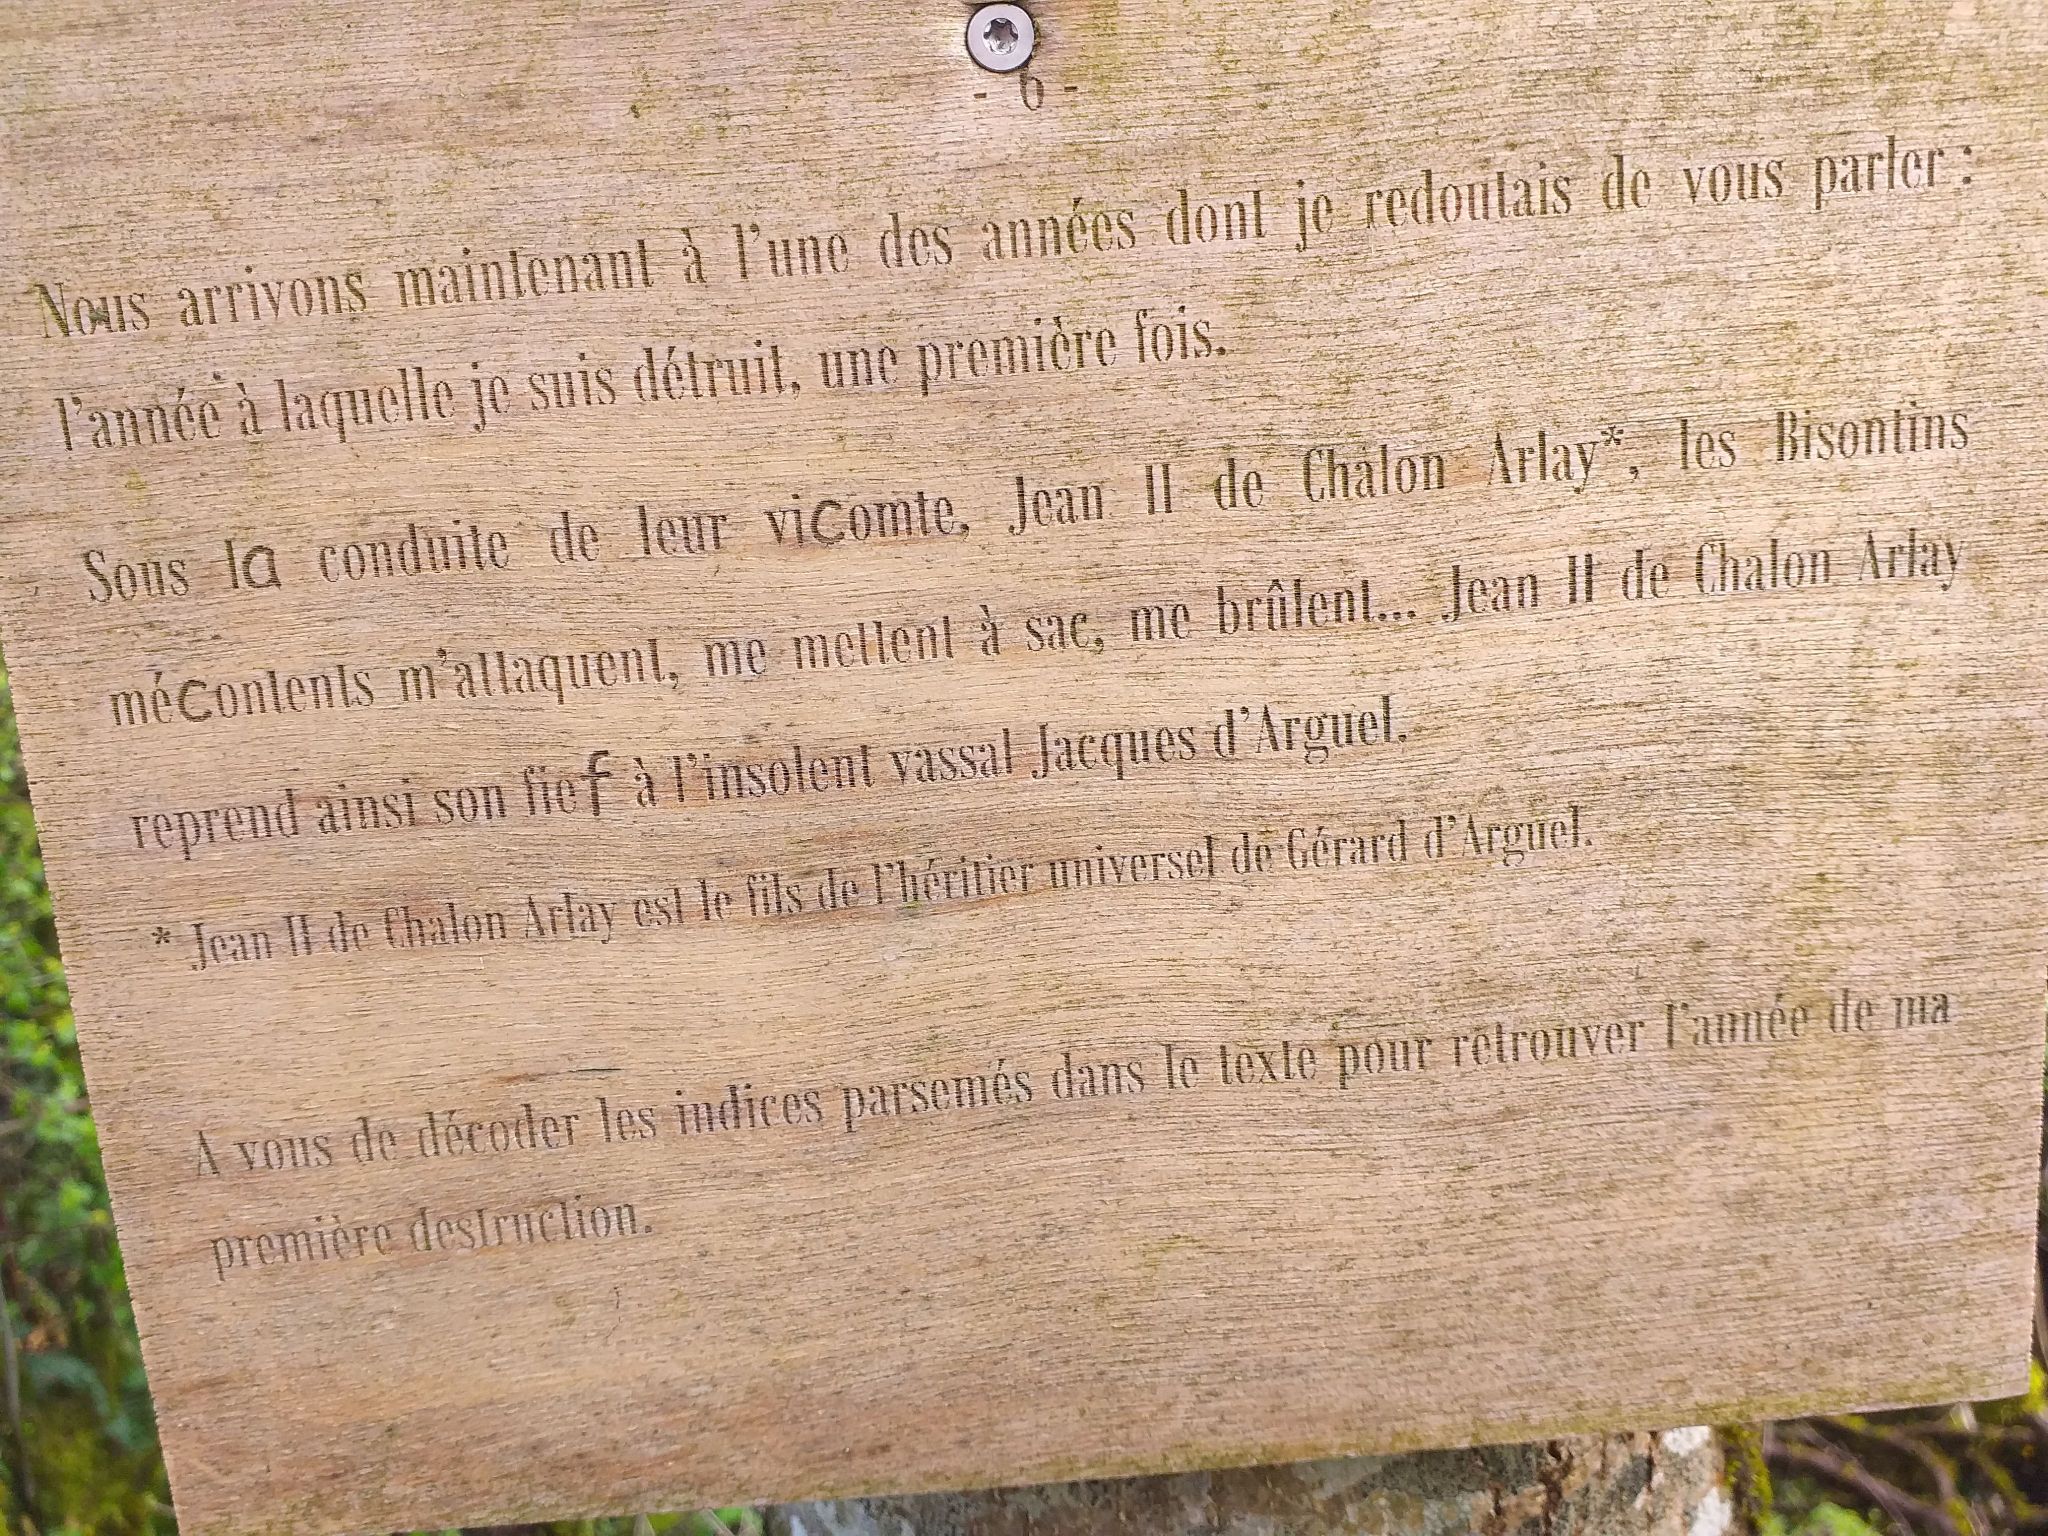 - 6 -
Nous arrivons maintenant à l'une des années dont je redoutais de vous parler :
l'année à laquelle je suis détruit, une première fois.
Sous la conduite de leur vicomte, Jean II de Chalon Arlay*, les Bisontins
mécontents m'attaquent, me mettent à sac, me brûlent... Jean II de Chalon Arlay
reprend ainsi son fief à l'insolent vassal Jacques d'Arguel.
* Jean II de Chalon Arlay est le fils de l'héritier universel de Gérard d'Arguel.
A vous de décoder les indices parsemés dans le texte pour retrouver l'année de ma
première destruction.